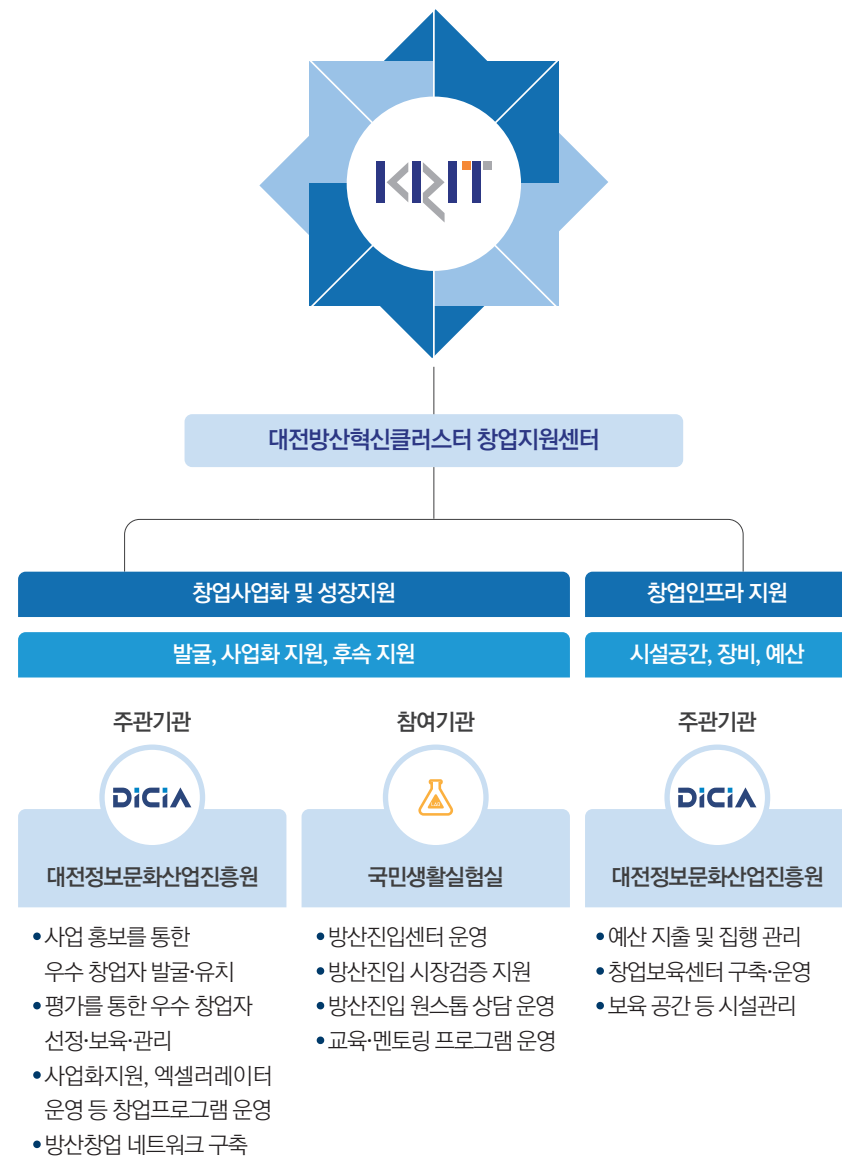 KRIT
대전방산혁신클러스터 창업지원센터
창업사업화 및 성장지원
발굴, 사업화 지원, 후속 지원
주관기관
DiCiA
대전정보문화산업진흥원
•사업 홍보를 통한
우수 창업자 발굴·유치
•평가를 통한 우수 창업자
선정·보육·관리
•사업화지원, 엑셀러레이터
운영 등 창업프로그램 운영
•방산창업 네트워크 구축
참여기관
국민생활실험실
•방산진입센터 운영
•방산진입 시장검증 지원
•방산진입 원스톱 상담 운영
•교육·멘토링 프로그램 운영
창업인프라 지원
시설공간, 장비, 예산
주관기관
DiCiA
대전정보문화산업진흥원
•예산 지출 및 집행 관리
•창업보육센터 구축·운영
•보육 공간 등 시설관리